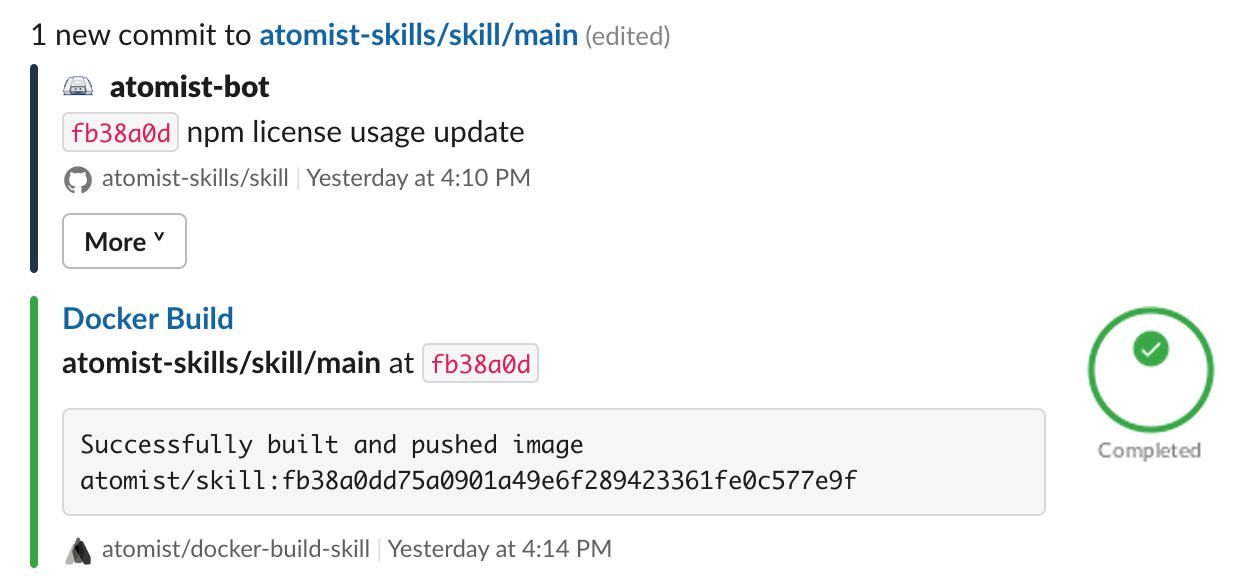 1 new commit to atomist-skills/skill/main (edited)
atomist-bot
fb38a0d npm license usage update
atomist-skills/skill | Yesterday at 4:10 PM
More ˅
Docker Build
atomist-skills/skill/main at fb38a0d
Successfully built and pushed image
atomist/skill:fb38a0dd75a0901a49e6f289423361fe0c577e9f
Completed
atomist/docker-build-skill | Yesterday at 4:14 PM